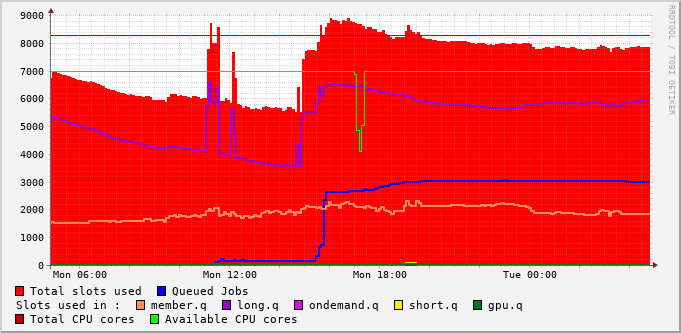 RRDTOOL / TOBI OETIKER
9000
8000
7000
6000
5000
4000
3000
2000
1000
0
Mon 06:00 Mon 12:00 Mon 18:00 Tue 00:00
Total slots used Queued Jobs
Slots used in : member.q long.q ondemand.q short.q gpu.q
Total CPU cores Available CPU cores